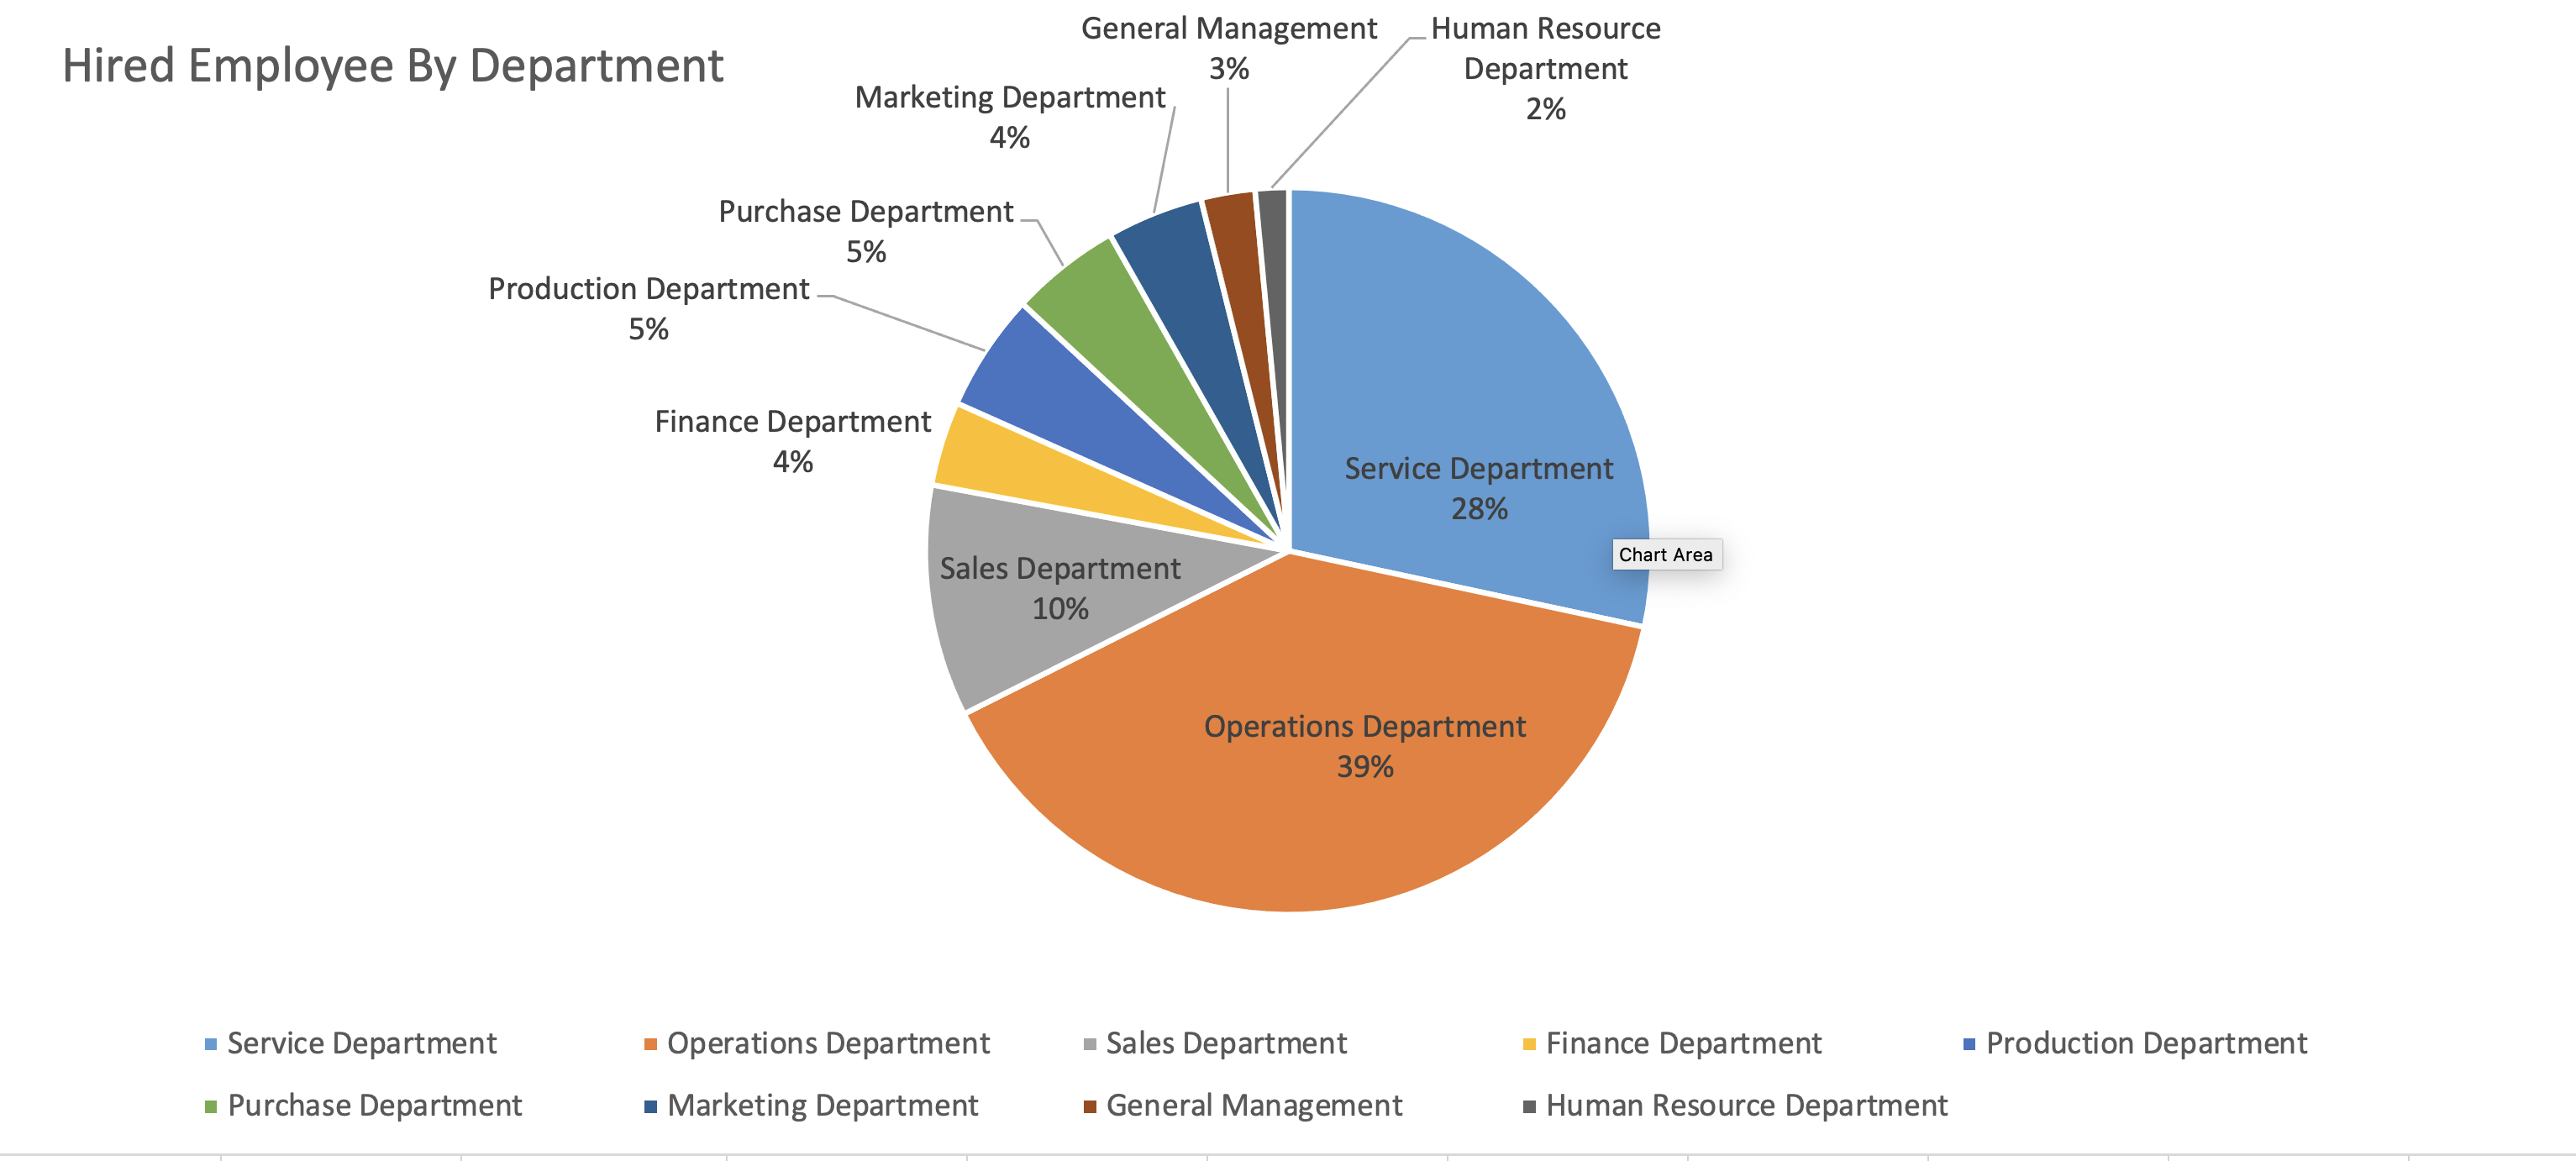 Hired Employee By Department
General Management
3%
Human Resource
Department
2%
Marketing Department
4%
Purchase Department
5%
Production Department
5%
Finance Department
4%
Service Department
28%
Chart Area
Sales Department
10%
Operations Department
39%
Service Department
Operations Department
Sales Department
Finance Department
Production Department
Purchase Department
Marketing Department
General Management
Human Resource Department